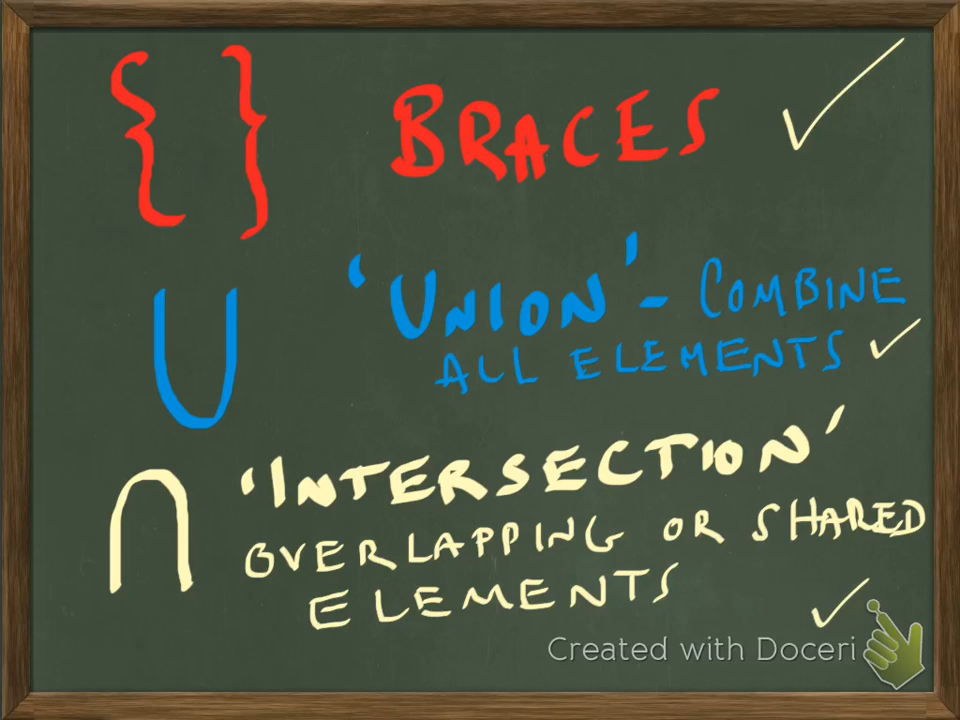 { } BRACES
∪ 'UNION' - COMBINE
ALL ELEMENTS
∩ 'INTERSECTION'
OVERLAPPING OR SHARED
ELEMENTS
Created with Doceri